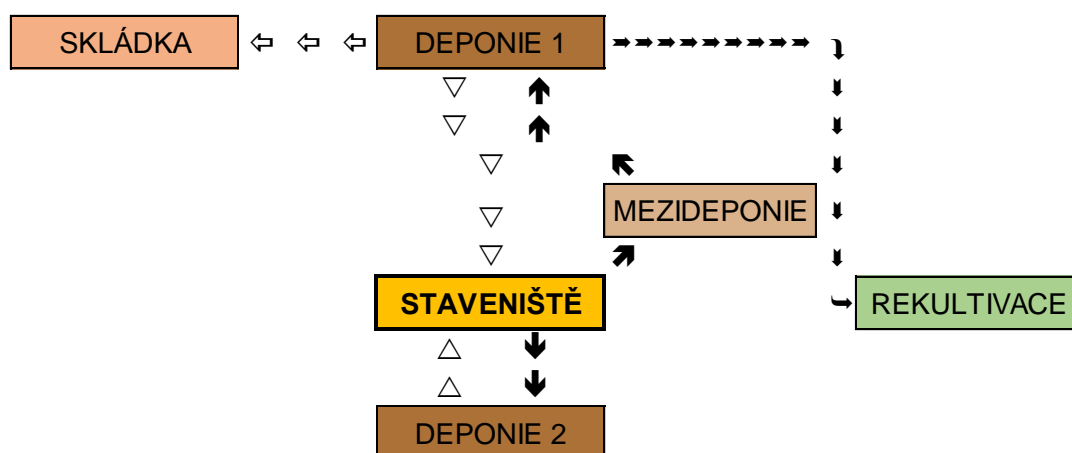 SKLÁDKA
DEPONIE 1
MEZIDEPONIE
STAVENIŠTĚ
REKULTIVACE
DEPONIE 2